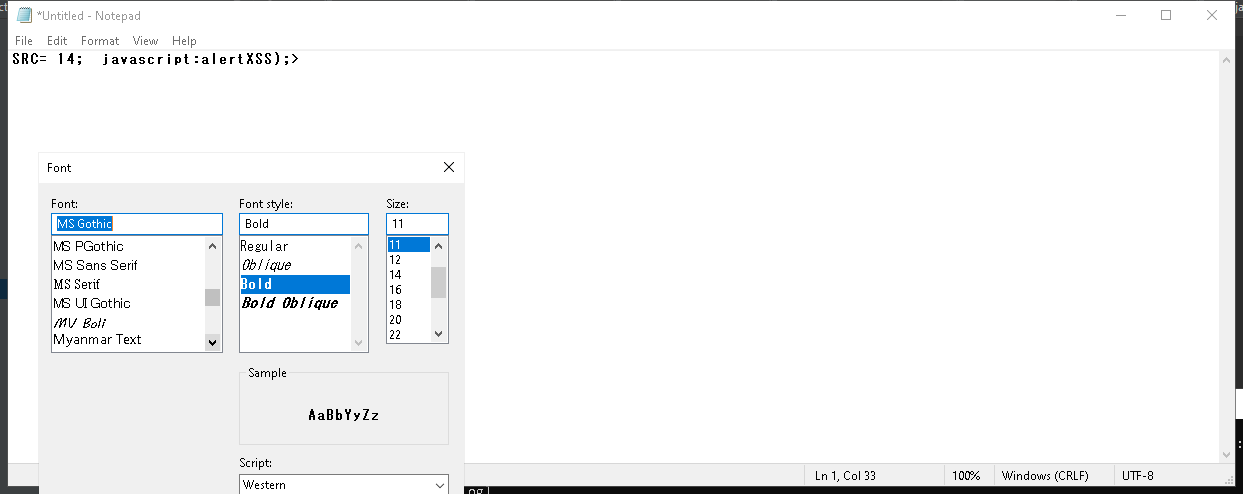 *Untitled - Notepad
File Edit Format View Help
SRC= 14;  javascript:alertXSS);>
Font
Font: Font style: Size:
MS Gothic Bold 11
MS PGothic Regular 11
MS Sans Serif Oblique 12
MS Serif Bold 14
MS UI Gothic Bold Oblique 16
MV Boli 18
Myanmar Text 20
22
Sample
AaBbYyZz
Script:
Western
Ln 1, Col 33 100% Windows (CRLF) UTF-8